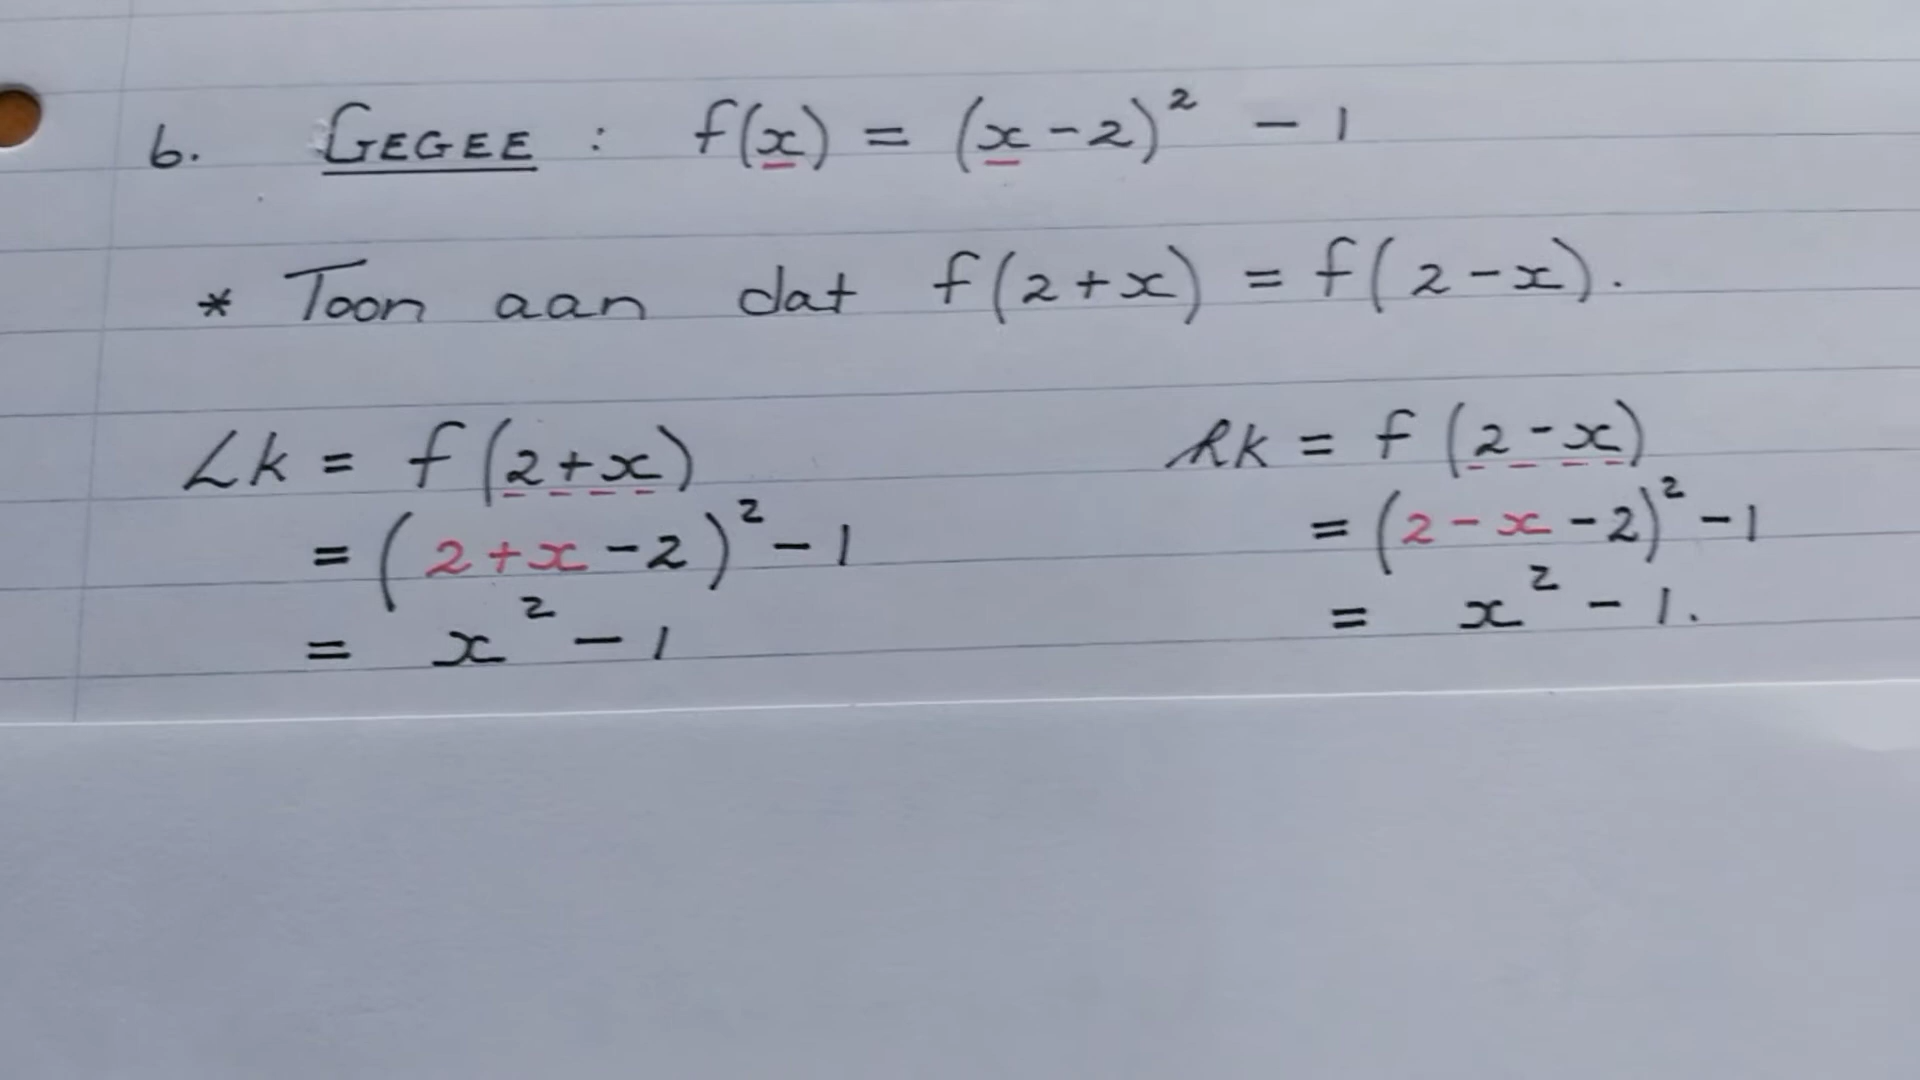 6. GEGEE : f(x) = (x - 2)² - 1
* Toon aan dat f(2 + x) = f(2 - x).
Lk = f(2 + x)
= (2 + x - 2)² - 1
= x² - 1
Rk = f(2 - x)
= (2 - x - 2)² - 1
= x² - 1.